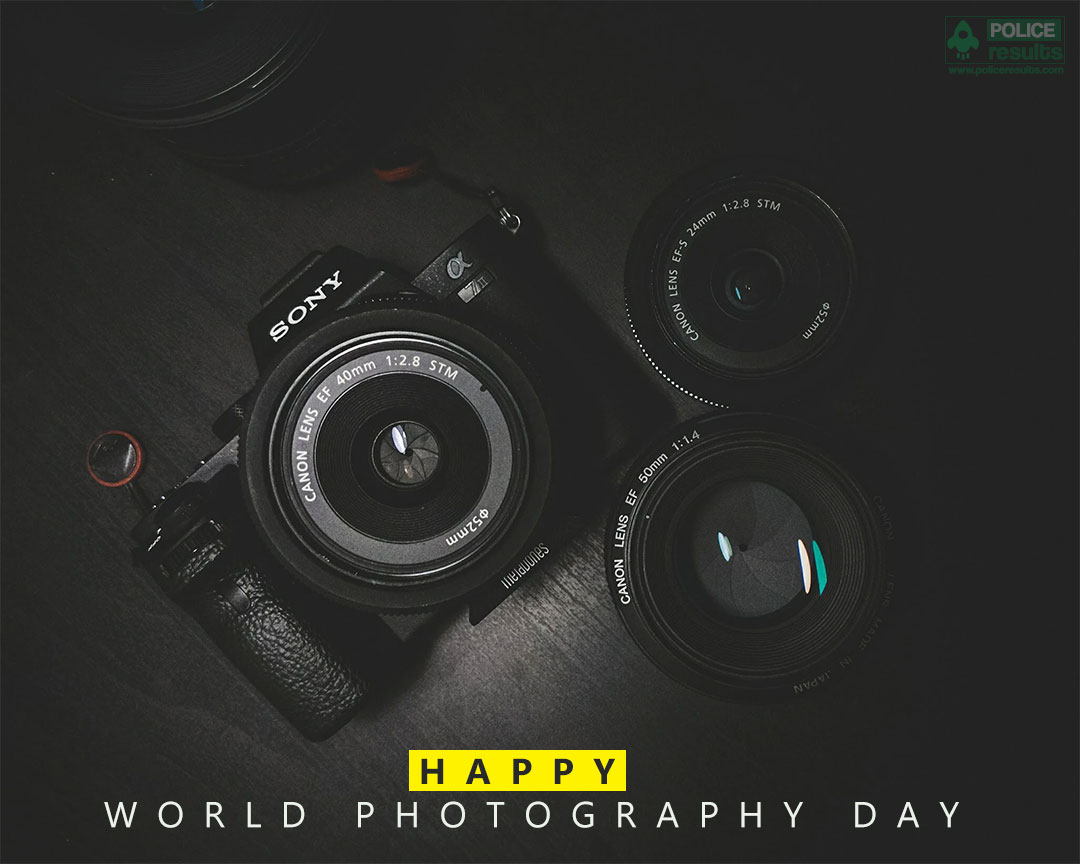 POLICE
results
www.policeresults.com
SONY
α
7II
CANON LENS EF 40mm 1:2.8 STM
Φ52mm
metabones
CANON LENS EF-S 24mm 1:2.8 STM
Φ52mm
CANON LENS EF 50mm 1:1.4
CANON LENS MADE IN JAPAN
HAPPY
WORLD PHOTOGRAPHY DAY